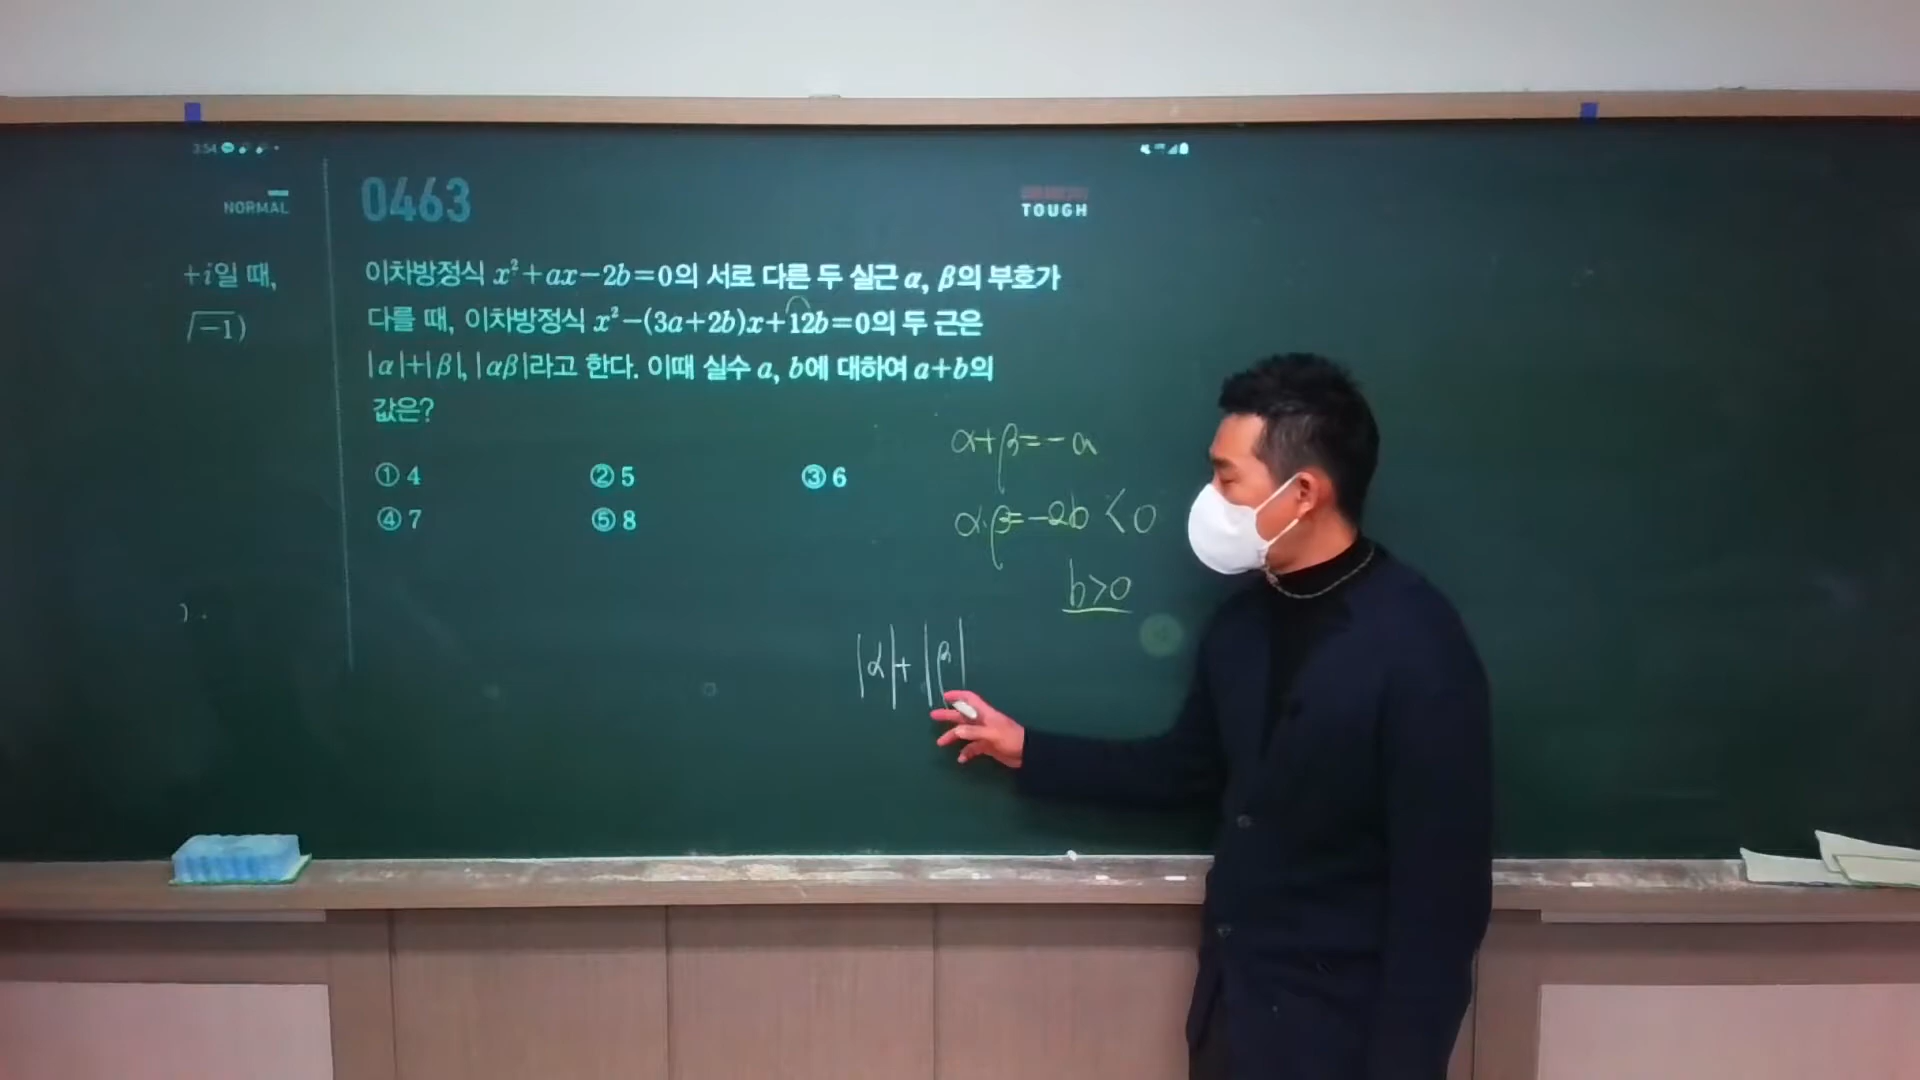 3:54
NORMAL
+i일 때,
√-1)
) .
0463
TOUGH
이차방정식 x²+ax-2b=0의 서로 다른 두 실근 α, β의 부호가
다를 때, 이차방정식 x²-(3a+2b)x+12b=0의 두 근은
|α|+|β|, |αβ|라고 한다. 이때 실수 a, b에 대하여 a+b의
값은?
① 4 ② 5 ③ 6
④ 7 ⑤ 8
α+β=-a
α·β=-2b<0
b>0
|α|+|β|